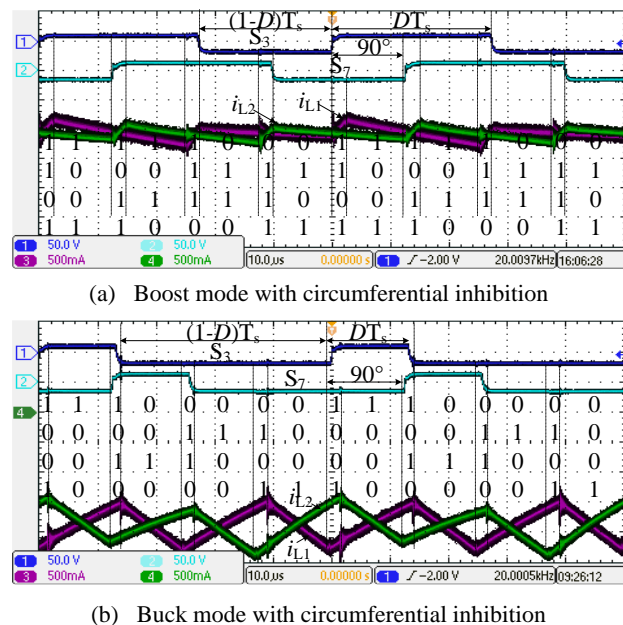 (1-D)Tₛ DTₛ
1 S₃ 90°
2 S₇
iL2 iL1
1 1 1 1 1 0 0 0 1 1 1 1 1 0 0 0
1 0 0 0 1 1 1 1 1 0 0 0 1 1 1 1
0 0 1 1 1 1 1 0 0 0 1 1 1 1 1 0
1 1 1 0 0 0 1 1 1 1 1 0 0 0 1 1
1 50.0 V 2 50.0 V
3 500mA 4 500mA 10.0μs 0.00000 s 1 -2.00 V 20.0097kHz 16:06:28
(a) Boost mode with circumferential inhibition
(1-D)Tₛ DTₛ
1 S₃
2 S₇ 90°
4
1 1 1 0 0 0 0 0 1 1 1 0 0 0 0 0
0 0 0 0 1 1 1 0 0 0 0 0 1 1 1 0
0 0 1 1 1 0 0 0 0 0 1 1 1 0 0 0
1 0 0 0 0 0 1 1 1 0 0 0 0 0 1 1
iL2
iL1
1 50.0 V 2 50.0 V
3 500mA 4 500mA 10.0μs 0.00000 s 1 -2.00 V 20.0005kHz 09:26:12
(b) Buck mode with circumferential inhibition